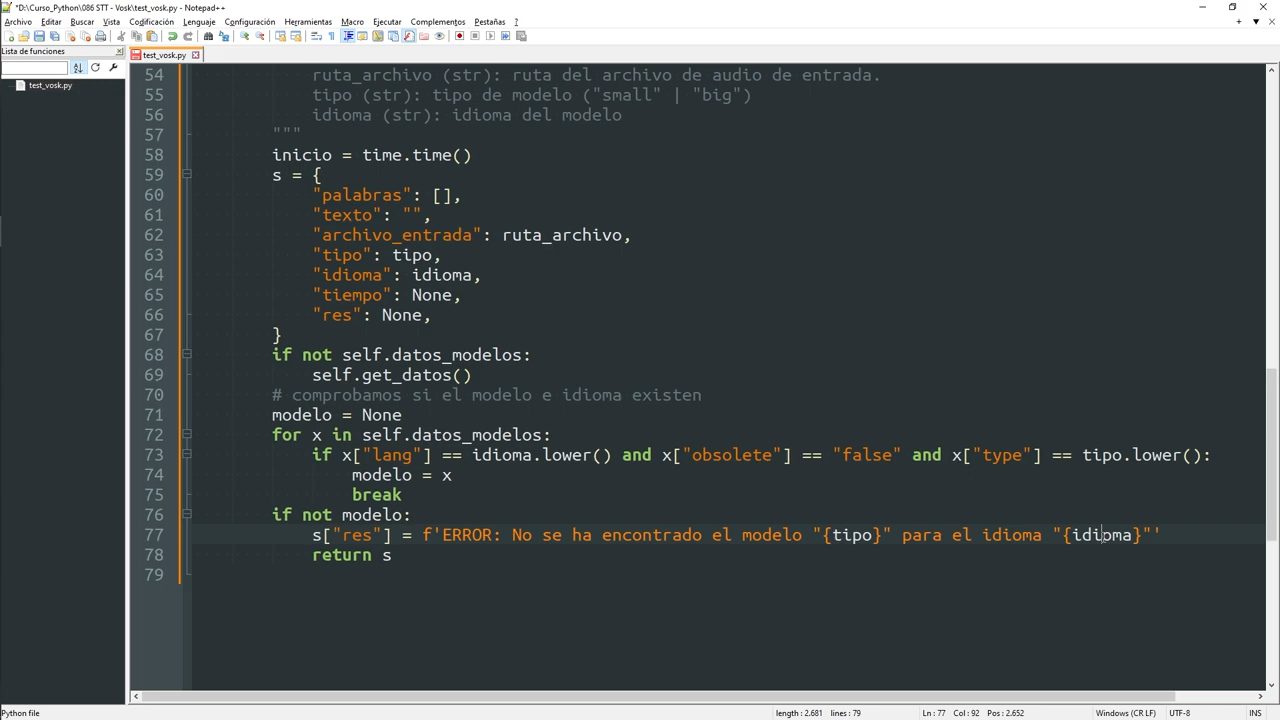 *D:\Curso_Python\086 STT - Vosk\test_vosk.py - Notepad++
Archivo Editar Buscar Vista Codificación Lenguaje Configuración Herramientas Macro Ejecutar Complementos Pestañas ?
Lista de funciones
test_vosk.py
test_vosk.py
54 ruta_archivo (str): ruta del archivo de audio de entrada.
55 tipo (str): tipo de modelo ("small" | "big")
56 idioma (str): idioma del modelo
57 """
58 inicio = time.time()
59 s = {
60 "palabras": [],
61 "texto": "",
62 "archivo_entrada": ruta_archivo,
63 "tipo": tipo,
64 "idioma": idioma,
65 "tiempo": None,
66 "res": None,
67 }
68 if not self.datos_modelos:
69 self.get_datos()
70 # comprobamos si el modelo e idioma existen
71 modelo = None
72 for x in self.datos_modelos:
73 if x["lang"] == idioma.lower() and x["obsolete"] == "false" and x["type"] == tipo.lower():
74 modelo = x
75 break
76 if not modelo:
77 s["res"] = f'ERROR: No se ha encontrado el modelo "{tipo}" para el idioma "{idioma}"'
78 return s
79
Python file
length : 2.681 lines : 79
Ln : 77 Col : 92 Pos : 2.652
Windows (CR LF)
UTF-8
INS